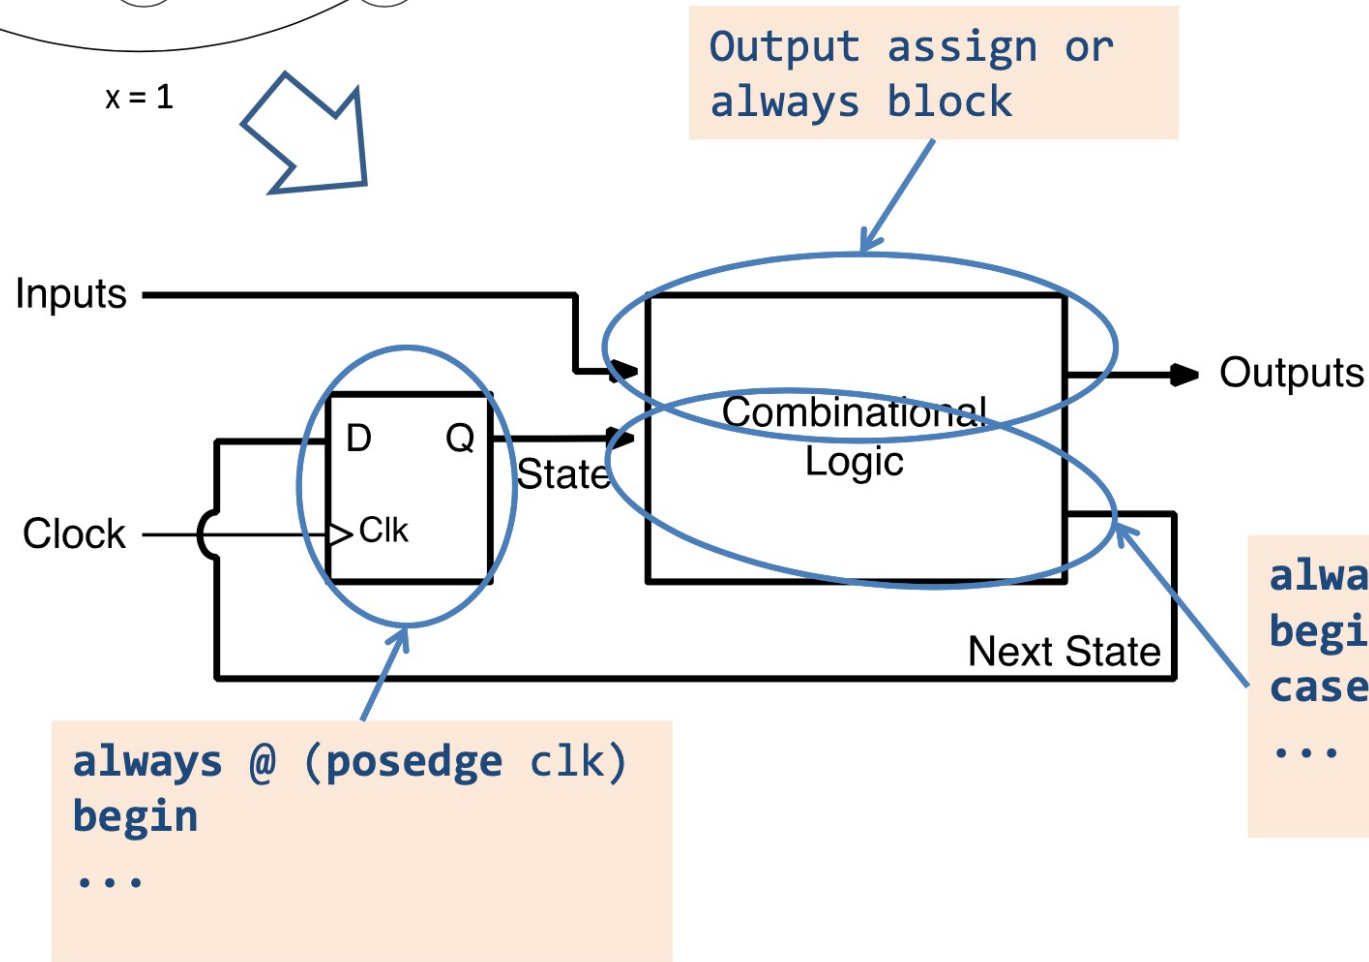 Output assign or
always block
x = 1
Inputs
Outputs
Combinational
Logic
D Q
State
Clock
Clk
Next State
always @ (posedge clk)
begin
...
case
...